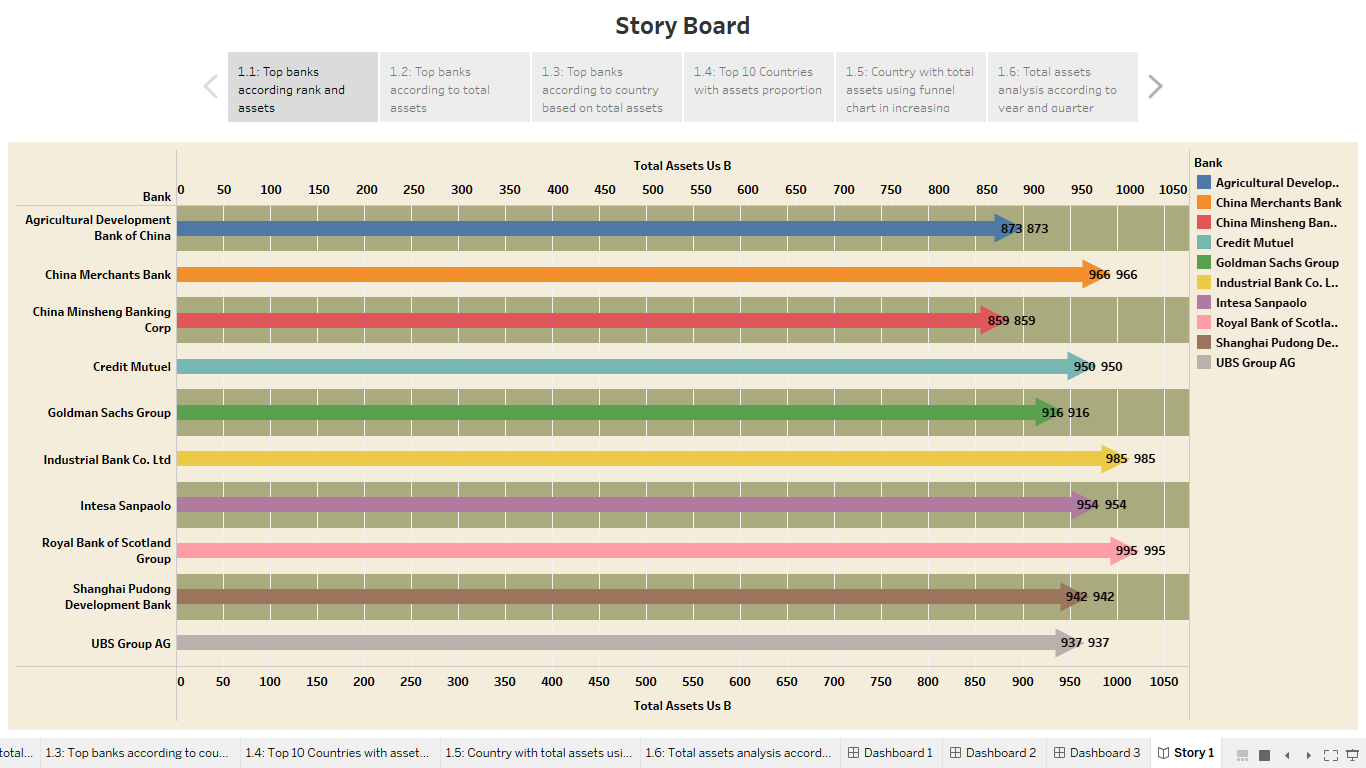 Story Board
1.1: Top banks
according rank and
assets
1.2: Top banks
according to total
assets
1.3: Top banks
according to country
based on total assets
1.4: Top 10 Countries
with assets proportion
1.5: Country with total
assets using funnel
chart in increasing
1.6: Total assets
analysis according to
year and quarter
Total Assets Us B
Bank
0 50 100 150 200 250 300 350 400 450 500 550 600 650 700 750 800 850 900 950 1000 1050
Agricultural Development
Bank of China
873 873
China Merchants Bank
966 966
China Minsheng Banking
Corp
859 859
Credit Mutuel
950 950
Goldman Sachs Group
916 916
Industrial Bank Co. Ltd
985 985
Intesa Sanpaolo
954 954
Royal Bank of Scotland
Group
995 995
Shanghai Pudong
Development Bank
942 942
UBS Group AG
937 937
0 50 100 150 200 250 300 350 400 450 500 550 600 650 700 750 800 850 900 950 1000 1050
Total Assets Us B
Bank
Agricultural Develop..
China Merchants Bank
China Minsheng Ban..
Credit Mutuel
Goldman Sachs Group
Industrial Bank Co. L..
Intesa Sanpaolo
Royal Bank of Scotla..
Shanghai Pudong De..
UBS Group AG
total...
1.3: Top banks according to cou...
1.4: Top 10 Countries with asset...
1.5: Country with total assets usi...
1.6: Total assets analysis accord...
Dashboard 1
Dashboard 2
Dashboard 3
Story 1